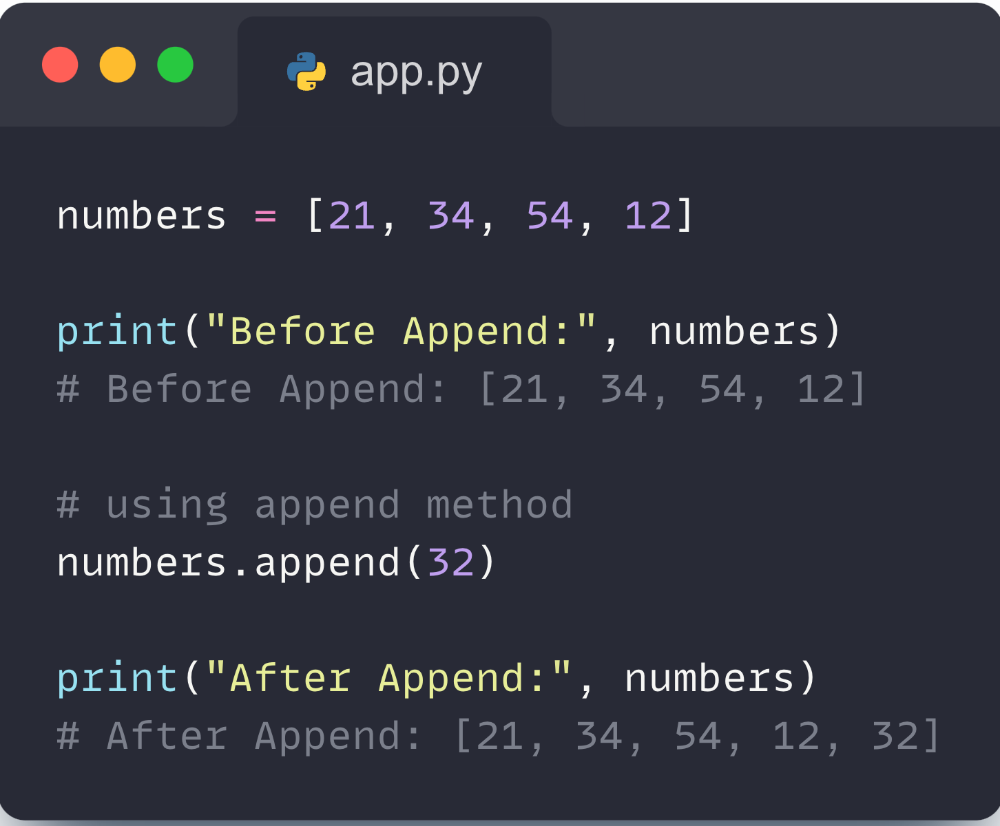 app.py
numbers = [21, 34, 54, 12]
print("Before Append:", numbers)
# Before Append: [21, 34, 54, 12]
# using append method
numbers.append(32)
print("After Append:", numbers)
# After Append: [21, 34, 54, 12, 32]